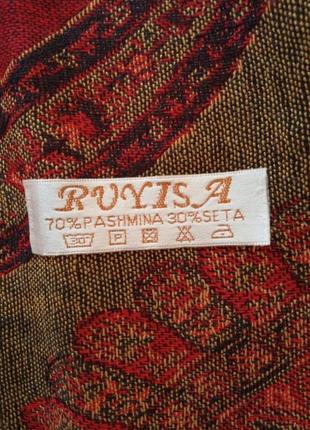 RUYISA
70% PASHMINA 30% SETA
30° P